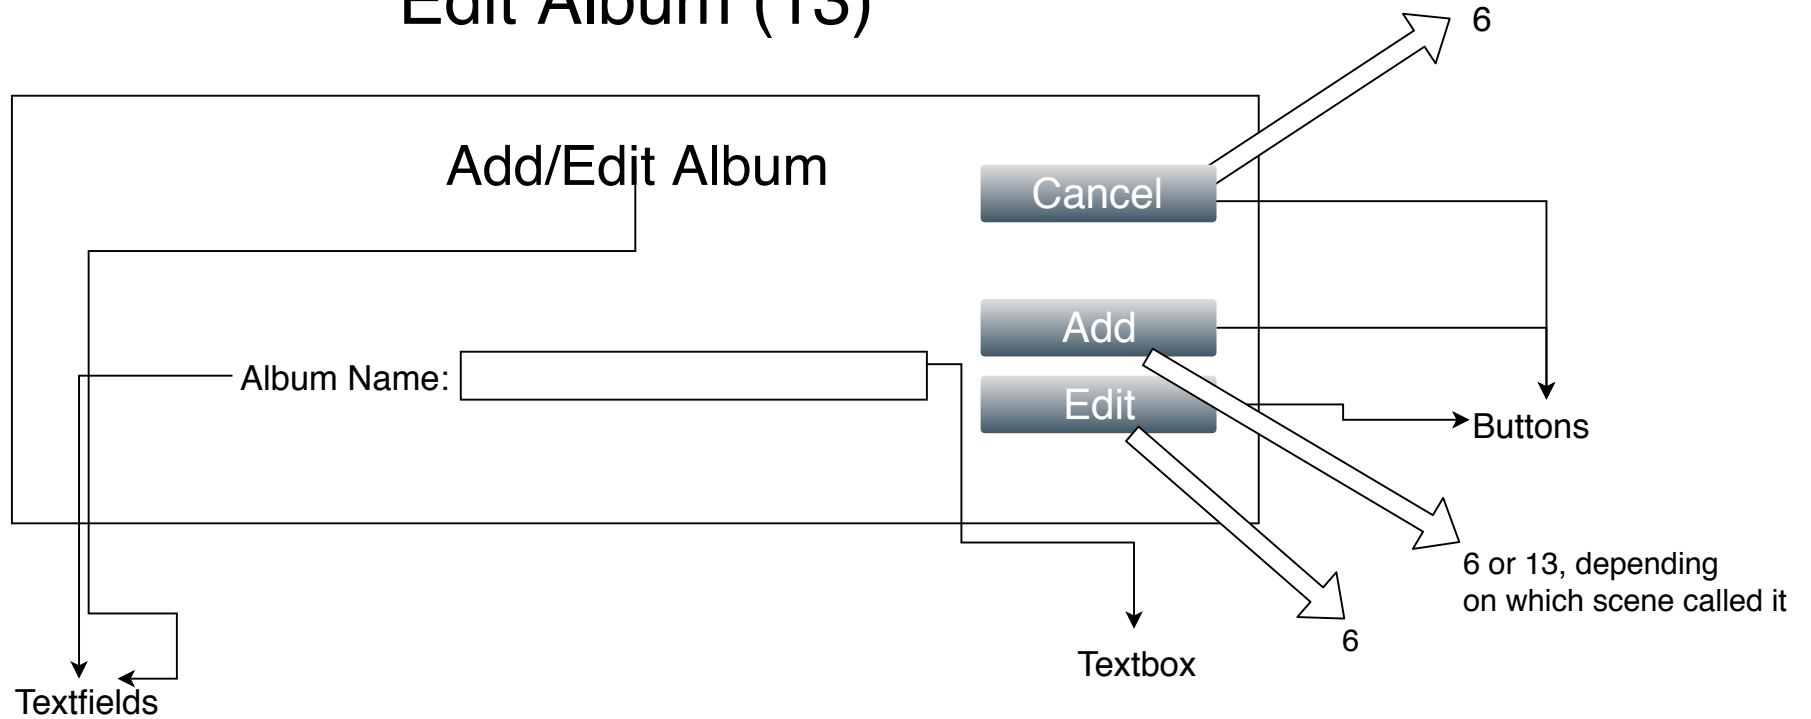 Edit Album (13)
6
Add/Edit Album
Cancel
Add
Album Name:
Edit
Buttons
6 or 13, depending
on which scene called it
6
Textbox
Textfields